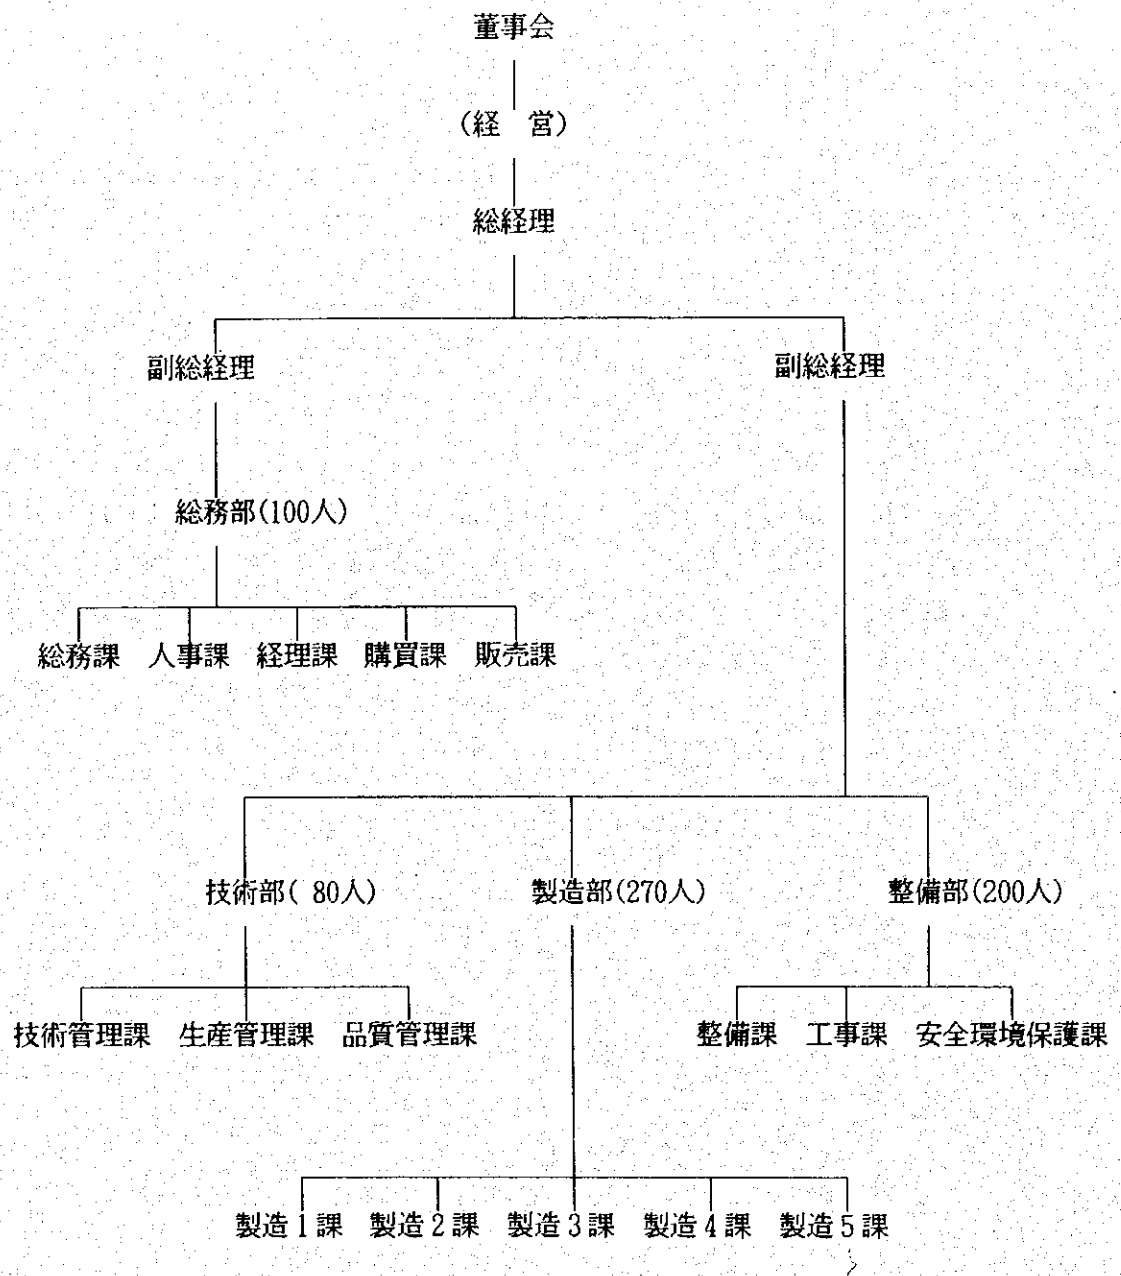 董事会
(経　営)
総経理
副総経理　副総経理
総務部(100人)
総務課　人事課　経理課　購買課　販売課
技術部( 80人)　製造部(270人)　整備部(200人)
技術管理課　生産管理課　品質管理課　整備課　工事課　安全環境保護課
製造1課　製造2課　製造3課　製造4課　製造5課